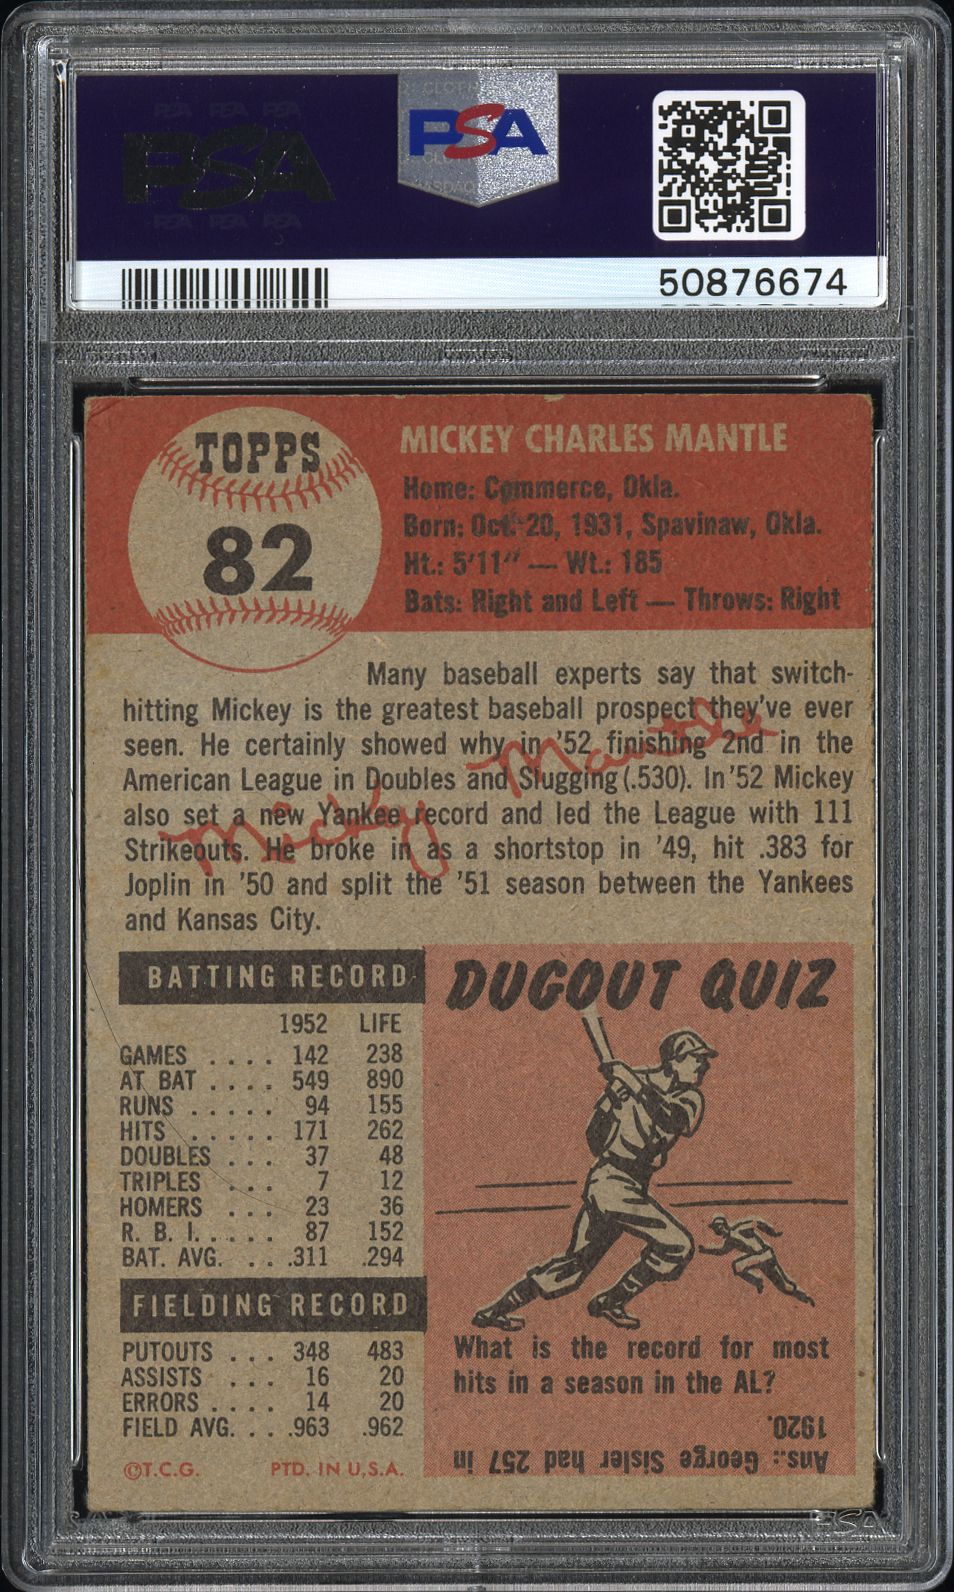 PSA PSA PSA
PSA
PSA PSA PSA
PSA
50876674
TOPPS
82
MICKEY CHARLES MANTLE
Home: Commerce, Okla.
Born: Oct. 20, 1931, Spavinaw, Okla.
Ht.: 5'11" — Wt.: 185
Bats: Right and Left — Throws: Right
Many baseball experts say that switch-
hitting Mickey is the greatest baseball prospect they've ever
seen. He certainly showed why in '52 finishing 2nd in the
American League in Doubles and Slugging (.530). In '52 Mickey
also set a new Yankee record and led the League with 111
Strikeouts. He broke in as a shortstop in '49, hit .383 for
Joplin in '50 and split the '51 season between the Yankees
and Kansas City.
Mickey Mantle
BATTING RECORD
1952 LIFE
GAMES .... 142 238
AT BAT .... 549 890
RUNS ..... 94 155
HITS ..... 171 262
DOUBLES ... 37 48
TRIPLES ... 7 12
HOMERS ... 23 36
R. B. I. .... 87 152
BAT. AVG. ... .311 .294
FIELDING RECORD
PUTOUTS ... 348 483
ASSISTS ... 16 20
ERRORS .... 14 20
FIELD AVG. ... .963 .962
©T.C.G. PTD. IN U.S.A.
DUGOUT QUIZ
What is the record for most
hits in a season in the AL?
Ans.: George Sisler had 257 in
1920.
PSA